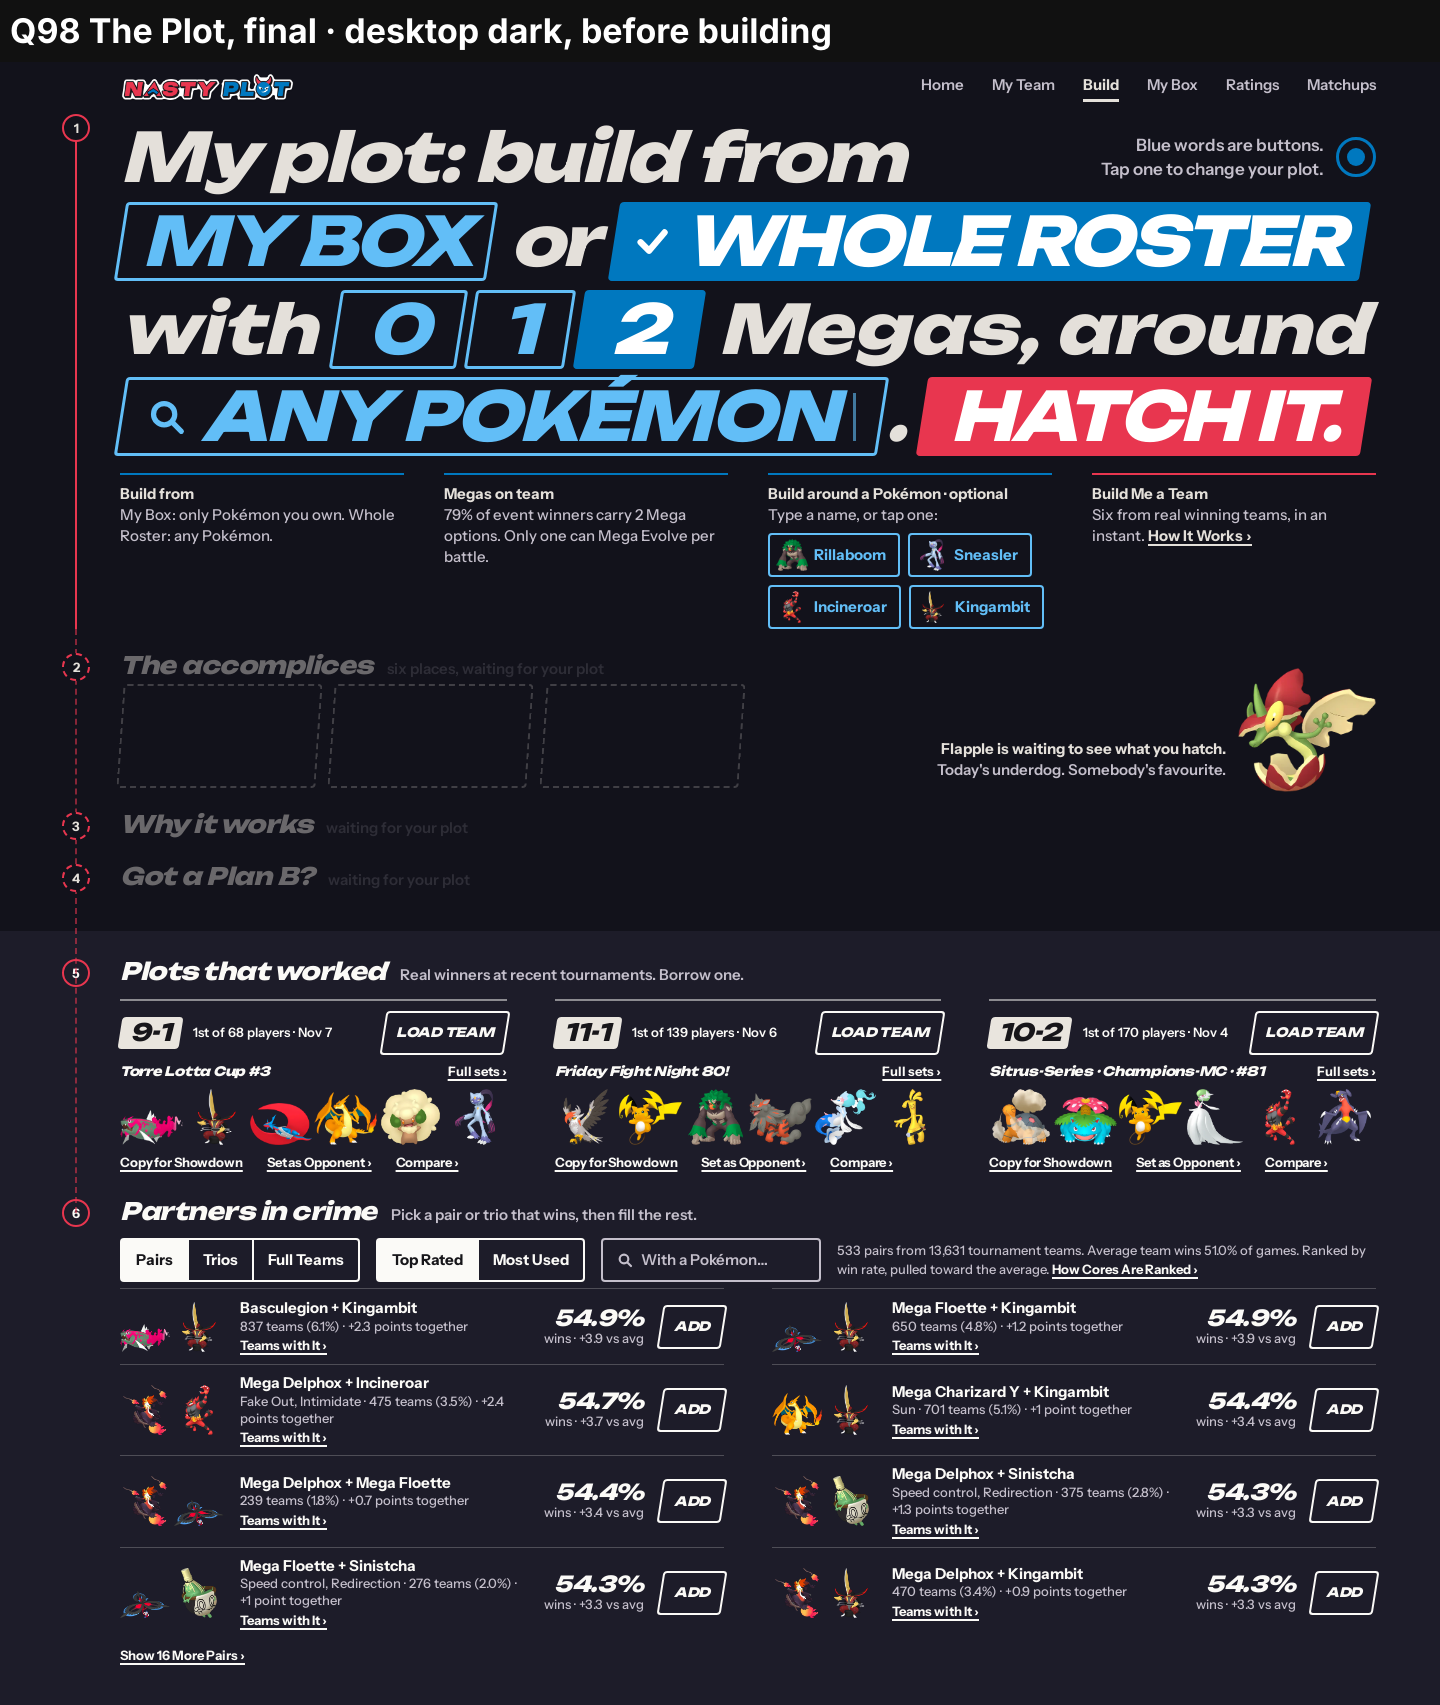 Q98 The Plot, final · desktop dark, before building
NASTY PLOT
Home My Team Build My Box Ratings Matchups
1
My plot: build from
Blue words are buttons.
Tap one to change your plot.
MY BOX or WHOLE ROSTER
with 0 1 2 Megas, around
ANY POKÉMON . HATCH IT.
Build from
My Box: only Pokémon you own. Whole
Roster: any Pokémon.
Megas on team
79% of event winners carry 2 Mega
options. Only one can Mega Evolve per
battle.
Build around a Pokémon · optional
Type a name, or tap one:
Rillaboom Sneasler
Incineroar Kingambit
Build Me a Team
Six from real winning teams, in an
instant. How It Works ›
2
The accomplices six places, waiting for your plot
Flapple is waiting to see what you hatch.
Today's underdog. Somebody's favourite.
3
Why it works waiting for your plot
4
Got a Plan B? waiting for your plot
5
Plots that worked Real winners at recent tournaments. Borrow one.
9-1 1st of 68 players · Nov 7 LOAD TEAM
Torre Lotta Cup #3 Full sets ›
Copy for Showdown Set as Opponent › Compare ›
11-1 1st of 139 players · Nov 6 LOAD TEAM
Friday Fight Night 80! Full sets ›
Copy for Showdown Set as Opponent › Compare ›
10-2 1st of 170 players · Nov 4 LOAD TEAM
Sitrus-Series · Champions-MC · #81 Full sets ›
Copy for Showdown Set as Opponent › Compare ›
6
Partners in crime Pick a pair or trio that wins, then fill the rest.
Pairs Trios Full Teams Top Rated Most Used With a Pokémon...
533 pairs from 13,631 tournament teams. Average team wins 51.0% of games. Ranked by
win rate, pulled toward the average. How Cores Are Ranked ›
Basculegion + Kingambit
837 teams (6.1%) · +2.3 points together
Teams with It ›
54.9%
wins · +3.9 vs avg
ADD
Mega Floette + Kingambit
650 teams (4.8%) · +1.2 points together
Teams with It ›
54.9%
wins · +3.9 vs avg
ADD
Mega Delphox + Incineroar
Fake Out, Intimidate · 475 teams (3.5%) · +2.4
points together
Teams with It ›
54.7%
wins · +3.7 vs avg
ADD
Mega Charizard Y + Kingambit
Sun · 701 teams (5.1%) · +1 point together
Teams with It ›
54.4%
wins · +3.4 vs avg
ADD
Mega Delphox + Mega Floette
239 teams (1.8%) · +0.7 points together
Teams with It ›
54.4%
wins · +3.4 vs avg
ADD
Mega Delphox + Sinistcha
Speed control, Redirection · 375 teams (2.8%) ·
+1.3 points together
Teams with It ›
54.3%
wins · +3.3 vs avg
ADD
Mega Floette + Sinistcha
Speed control, Redirection · 276 teams (2.0%) ·
+1 point together
Teams with It ›
54.3%
wins · +3.3 vs avg
ADD
Mega Delphox + Kingambit
470 teams (3.4%) · +0.9 points together
Teams with It ›
54.3%
wins · +3.3 vs avg
ADD
Show 16 More Pairs ›